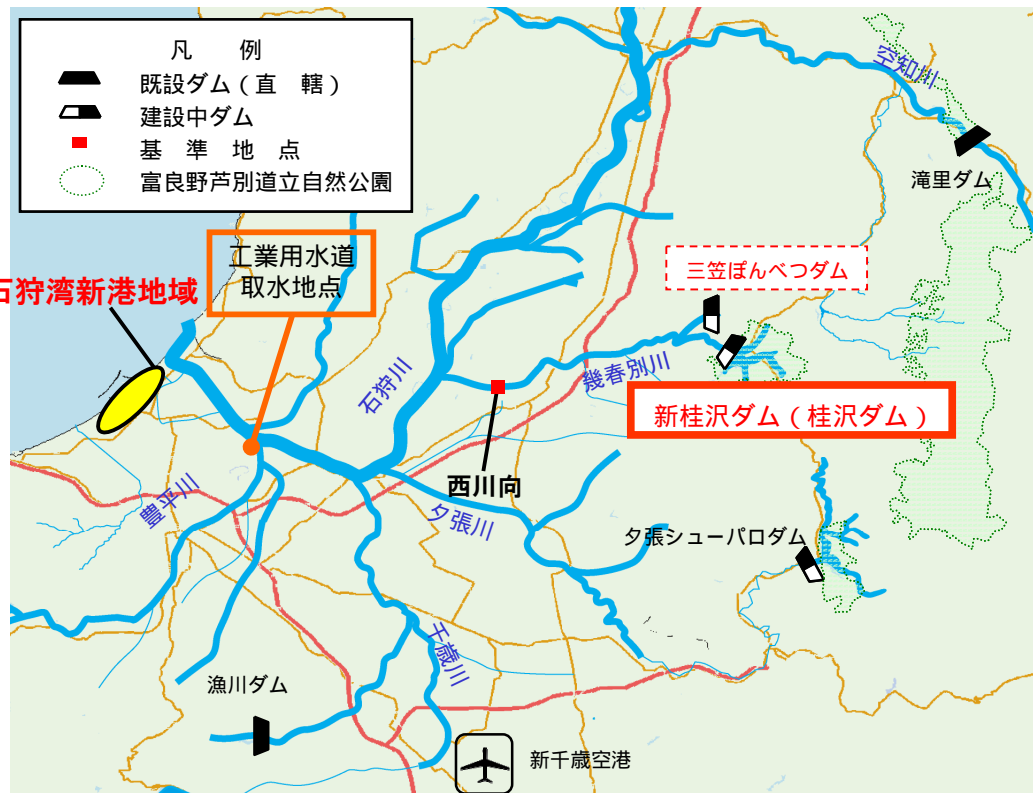 凡 例
既設ダム(直 轄)
建設中ダム
基 準 地 点
富良野芦別道立自然公園
空知川
滝里ダム
工業用水道
取水地点
三笠ぽんべつダム
石狩湾新港地域
石狩川
幾春別川
新桂沢ダム(桂沢ダム)
西川向
豊平川
夕張川
夕張シューパロダム
千歳川
漁川ダム
新千歳空港